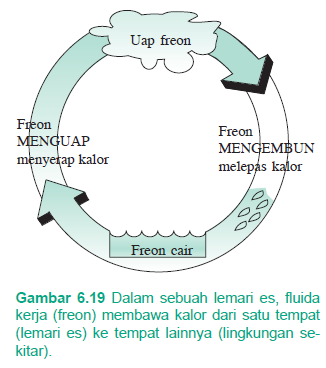 Uap freon
Freon
MENGUAP
menyerap kalor
Freon
MENGEMBUN
melepas kalor
Freon cair
Gambar 6.19 Dalam sebuah lemari es, fluida
kerja (freon) membawa kalor dari satu tempat
(lemari es) ke tempat lainnya (lingkungan se-
kitar).